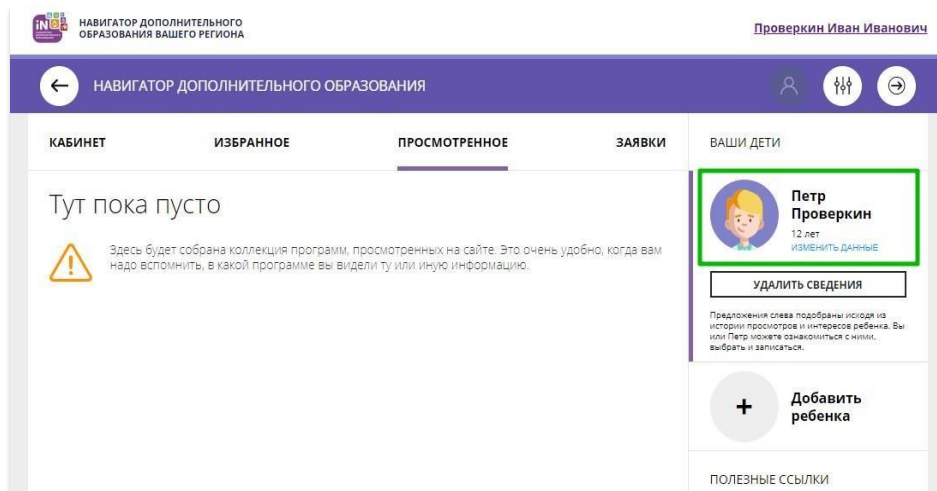 НАВИГАТОР ДОПОЛНИТЕЛЬНОГО
ОБРАЗОВАНИЯ ВАШЕГО РЕГИОНА
Проверкин Иван Иванович
НАВИГАТОР ДОПОЛНИТЕЛЬНОГО ОБРАЗОВАНИЯ
КАБИНЕТ
ИЗБРАННОЕ
ПРОСМОТРЕННОЕ
ЗАЯВКИ
Тут пока пусто
Здесь будет собрана коллекция программ, просмотренных на сайте. Это очень удобно, когда вам
надо вспомнить, в какой программе вы видели ту или иную информацию.
ВАШИ ДЕТИ
Петр
Проверкин
12 лет
ИЗМЕНИТЬ ДАННЫЕ
УДАЛИТЬ СВЕДЕНИЯ
Предложения слева подобраны исходя из
истории просмотров и интересов ребенка. Вы
или Петр можете ознакомиться с ними,
выбрать и записаться.
+
Добавить
ребенка
ПОЛЕЗНЫЕ ССЫЛКИ